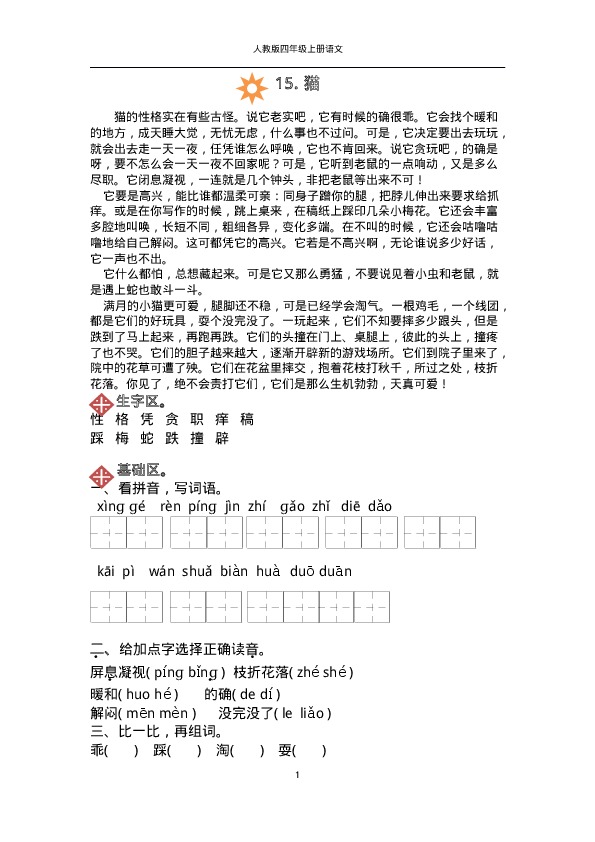 人教版四年级上册语文
15. 猫
猫的性格实在有些古怪。说它老实吧，它有时候的确很乖。它会找个暖和
的地方，成天睡大觉，无忧无虑，什么事也不过问。可是，它决定要出去玩玩，
就会出去走一天一夜，任凭谁怎么呼唤，它也不肯回来。说它贪玩吧，的确是
呀，要不怎么会一天一夜不回家呢？可是，它听到老鼠的一点响动，又是多么
尽职。它闭息凝视，一连就是几个钟头，非把老鼠等出来不可！
它要是高兴，能比谁都温柔可亲：同身子蹭你的腿，把脖儿伸出来要求给抓
痒。或是在你写作的时候，跳上桌来，在稿纸上踩印几朵小梅花。它还会丰富
多腔地叫唤，长短不同，粗细各异，变化多端。在不叫的时候，它还会咕噜咕
噜地给自己解闷。这可都凭它的高兴。它若是不高兴啊，无论谁说多少好话，
它一声也不出。
它什么都怕，总想藏起来。可是它又那么勇猛，不要说见着小虫和老鼠，就
是遇上蛇也敢斗一斗。
满月的小猫更可爱，腿脚还不稳，可是已经学会淘气。一根鸡毛，一个线团，
都是它们的好玩具，耍个没完没了。一玩起来，它们不知要摔多少跟头，但是
跌到了马上起来，再跑再跌。它们的头撞在门上、桌腿上，彼此的头上，撞疼
了也不哭。它们的胆子越来越大，逐渐开辟新的游戏场所。它们到院子里来了，
院中的花草可遭了殃。它们在花盆里摔交，抱着花枝打秋千，所过之处，枝折
花落。你见了，绝不会责打它们，它们是那么生机勃勃，天真可爱！
生字区。
性 格 凭 贪 职 痒 稿
踩 梅 蛇 跌 撞 辟
基础区。
一、看拼音，写词语。
xìng gé rèn píng jìn zhí gǎo zhǐ diē dǎo
kāi pì wán shuǎ biàn huà duō duān
二、给加点字选择正确读音。
屏息凝视( píng bǐng ) 枝折花落( zhé shé )
暖和( huo hé ) 的确( de dí )
解闷( mēn mèn ) 没完没了( le liǎo )
三、比一比，再组词。
乖( ) 踩( ) 淘( ) 耍( )
1